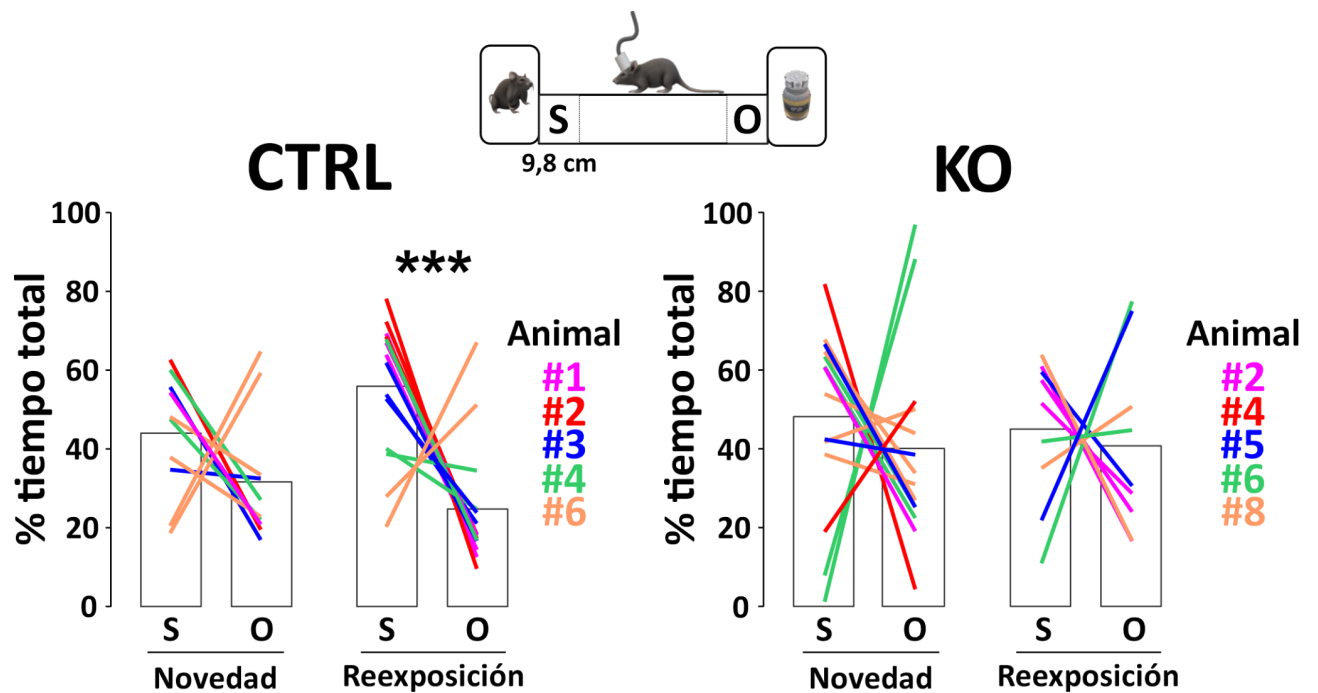 S
O
9,8 cm
CTRL
% tiempo total
100
80
60
40
20
0
***
S O S O
Novedad Reexposición
Animal
#1
#2
#3
#4
#6
KO
% tiempo total
100
80
60
40
20
0
S O S O
Novedad Reexposición
Animal
#2
#4
#5
#6
#8